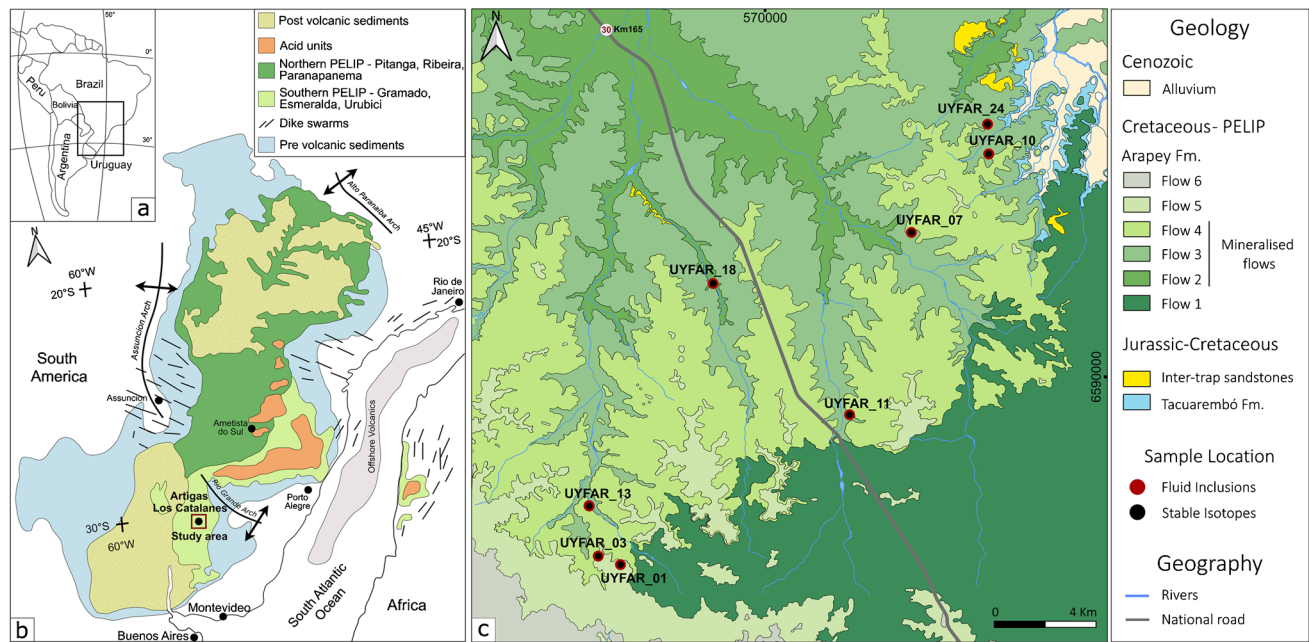 Peru
Brazil
Bolivia
Argentina
Uruguay
0°
30°
a
Post volcanic sediments
Acid units
Northern PELIP - Pitanga, Ribeira,
Paranapanema
Southern PELIP - Gramado,
Esmeralda, Urubici
Dike swarms
Pre volcanic sediments
N
60°W
20°S
45°W
20°S
Alto Paranaiba Arch
Rio de
Janeiro
Assuncion Arch
South
America
Assuncion
Ametista
do Sul
Offshore Volcanics
Artigas
Los Catalanes
Study area
Rio Grande Arch
Porto
Alegre
30°S
60°W
Montevideo
Buenos Aires
South Atlantic
Ocean
Africa
b
N
30 Km165
570000
6590000
UYFAR_24
UYFAR_10
UYFAR_07
UYFAR_18
UYFAR_11
UYFAR_13
UYFAR_03
UYFAR_01
0 4 Km
c
Geology
Cenozoic
Alluvium
Cretaceous- PELIP
Arapey Fm.
Flow 6
Flow 5
Flow 4
Flow 3
Flow 2
Mineralised
flows
Flow 1
Jurassic-Cretaceous
Inter-trap sandstones
Tacuarembó Fm.
Sample Location
Fluid Inclusions
Stable Isotopes
Geography
Rivers
National road